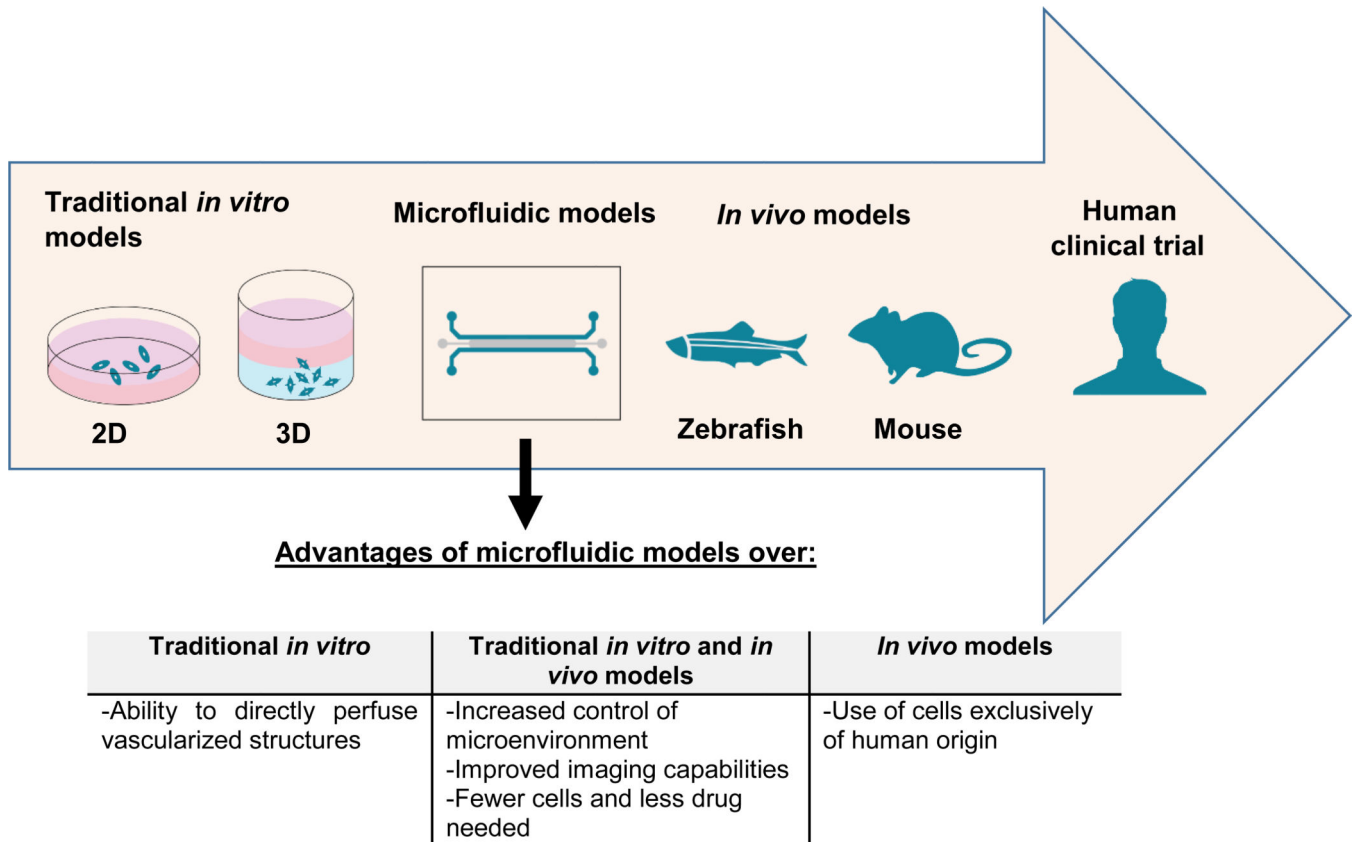 Traditional in vitro
models
Microfluidic models
In vivo models
Human
clinical trial
2D
3D
Zebrafish
Mouse
Advantages of microfluidic models over:
Traditional in vitro
-Ability to directly perfuse
vascularized structures
Traditional in vitro and in
vivo models
-Increased control of
microenvironment
-Improved imaging capabilities
-Fewer cells and less drug
needed
In vivo models
-Use of cells exclusively
of human origin